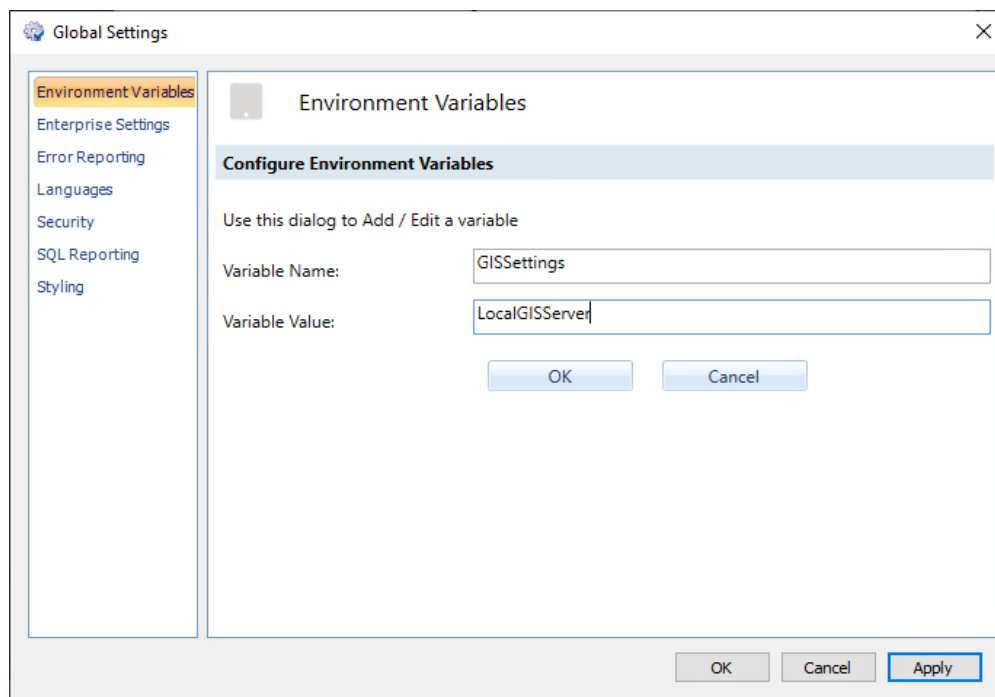 Global Settings
Environment Variables
Enterprise Settings
Error Reporting
Languages
Security
SQL Reporting
Styling
Environment Variables
Configure Environment Variables
Use this dialog to Add / Edit a variable
Variable Name: GISSettings
Variable Value: LocalGISServer
OK Cancel
OK Cancel Apply